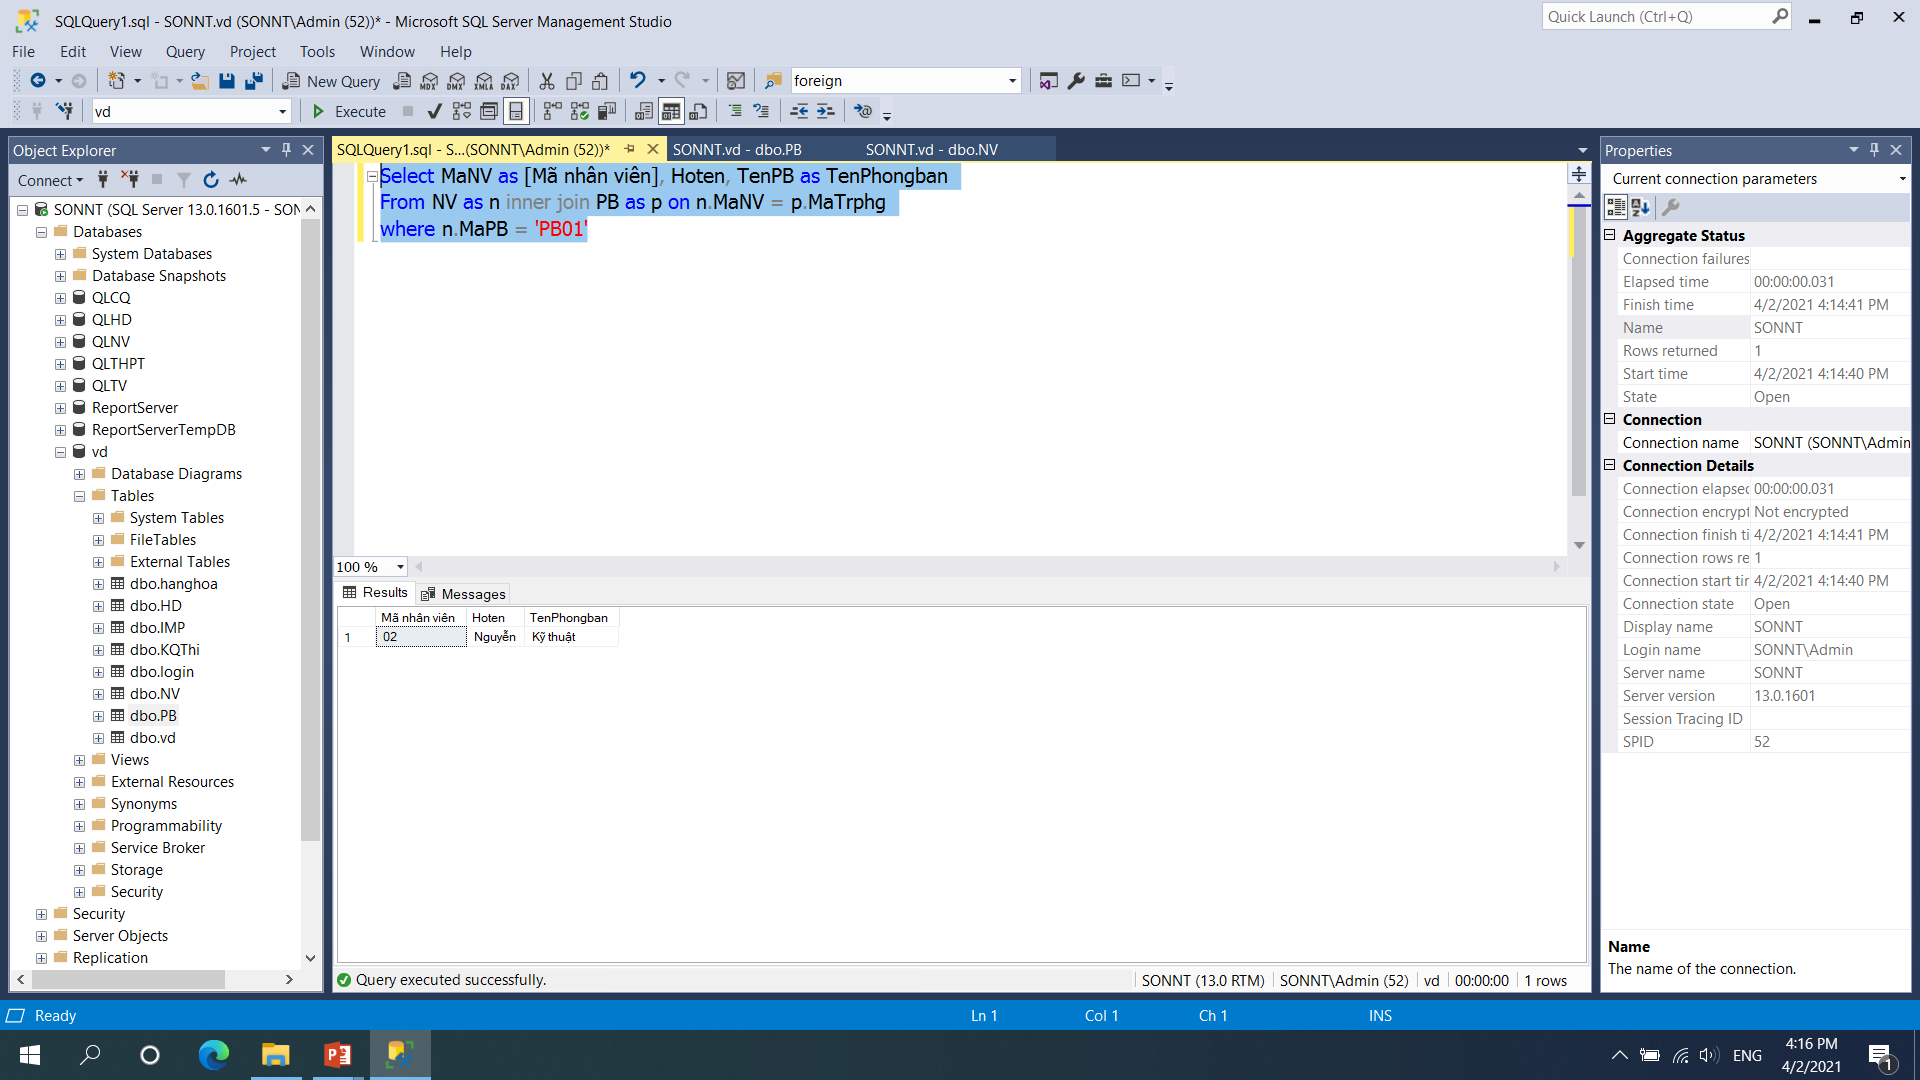 SQLQuery1.sql - SONNT.vd (SONNT\Admin (52))* - Microsoft SQL Server Management Studio
Quick Launch (Ctrl+Q)
File Edit View Query Project Tools Window Help
New Query MDX DMX XMLA DAX foreign
vd Execute
Object Explorer
Connect
SONNT (SQL Server 13.0.1601.5 - SON
Databases
System Databases
Database Snapshots
QLCQ
QLHD
QLNV
QLTHPT
QLTV
ReportServer
ReportServerTempDB
vd
Database Diagrams
Tables
System Tables
FileTables
External Tables
dbo.hanghoa
dbo.HD
dbo.IMP
dbo.KQThi
dbo.login
dbo.NV
dbo.PB
dbo.vd
Views
External Resources
Synonyms
Programmability
Service Broker
Storage
Security
Security
Server Objects
Replication
SQLQuery1.sql - S...(SONNT\Admin (52))* SONNT.vd - dbo.PB SONNT.vd - dbo.NV
Select MaNV as [Mã nhân viên], Hoten, TenPB as TenPhongban
From NV as n inner join PB as p on n.MaNV = p.MaTrphg
where n.MaPB = 'PB01'
100 %
Results Messages
Mã nhân viên Hoten TenPhongban
1 02 Nguyễn Kỹ thuật
Query executed successfully.
SONNT (13.0 RTM) SONNT\Admin (52) vd 00:00:00 1 rows
Properties
Current connection parameters
Aggregate Status
Connection failures
Elapsed time 00:00:00.031
Finish time 4/2/2021 4:14:41 PM
Name SONNT
Rows returned 1
Start time 4/2/2021 4:14:40 PM
State Open
Connection
Connection name SONNT (SONNT\Admin
Connection Details
Connection elapsed 00:00:00.031
Connection encrypt Not encrypted
Connection finish ti 4/2/2021 4:14:41 PM
Connection rows re 1
Connection start tir 4/2/2021 4:14:40 PM
Connection state Open
Display name SONNT
Login name SONNT\Admin
Server name SONNT
Server version 13.0.1601
Session Tracing ID
SPID 52
Name
The name of the connection.
Ready Ln 1 Col 1 Ch 1 INS
ENG
4:16 PM
4/2/2021
1